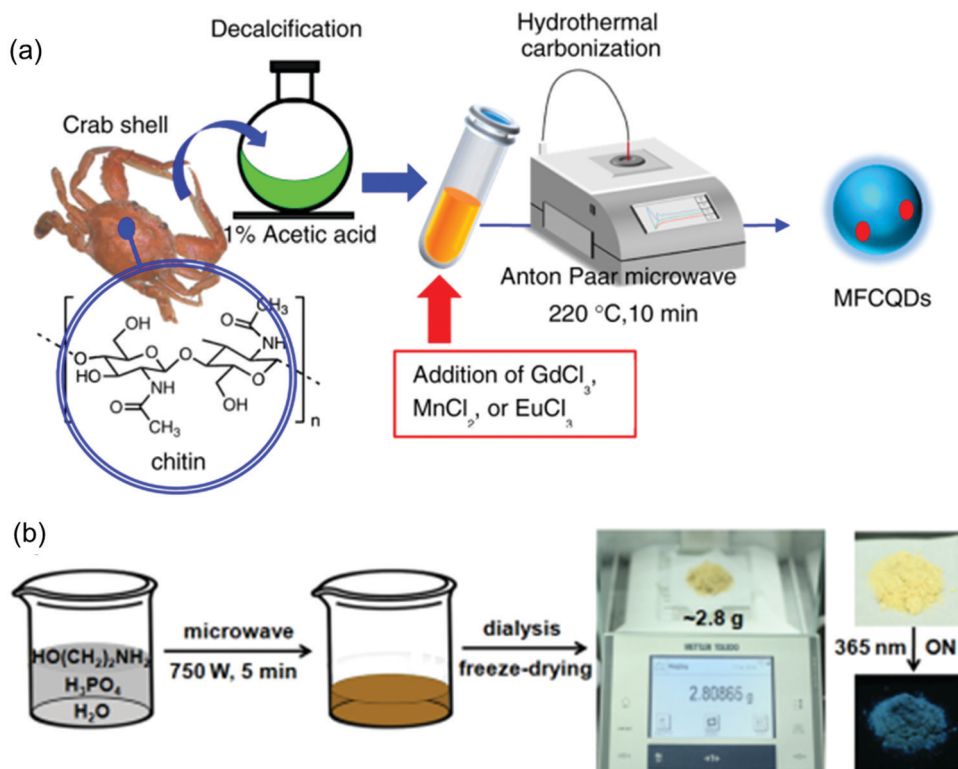 (a)
Decalcification
Crab shell
1% Acetic acid
Hydrothermal
carbonization
Anton Paar microwave
220 °C,10 min
MFCQDs
Addition of GdCl₃,
MnCl₂, or EuCl₃
OH
HO
O
O
NH
O
CH₃
O
CH₃
NH
O
O
OH
n
chitin
(b)
HO(CH₂)₂NH₂
H₃PO₄
H₂O
microwave
750 W, 5 min
dialysis
freeze-drying
~2.8 g
METTLER TOLEDO
2.80865 g
365 nm
ON